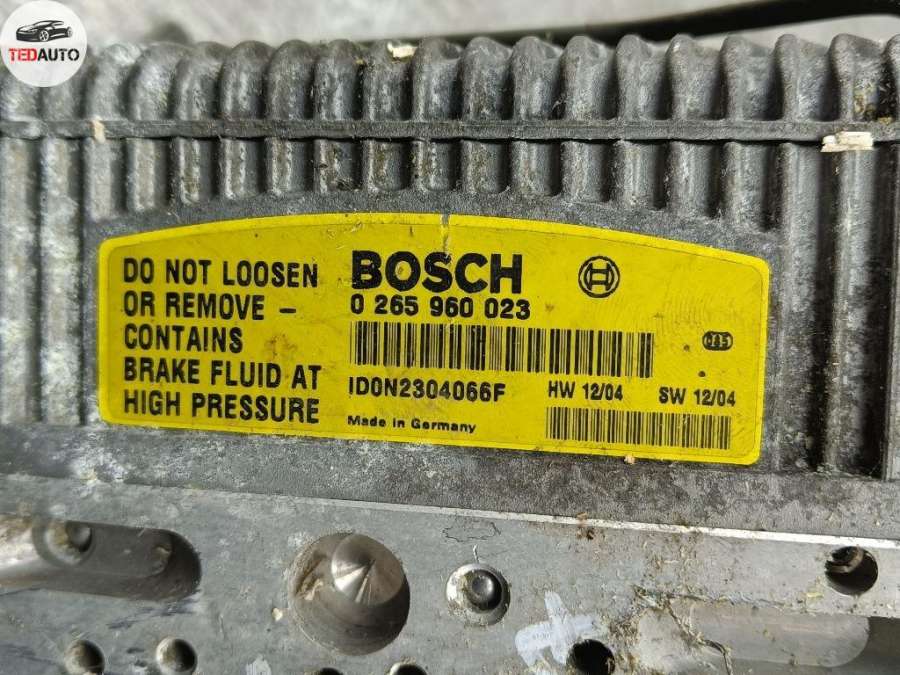 TEDAUTO
DO NOT LOOSEN
OR REMOVE –
CONTAINS
BRAKE FLUID AT
HIGH PRESSURE
BOSCH
0 265 960 023
ID0N2304066F
HW 12/04 SW 12/04
Made in Germany